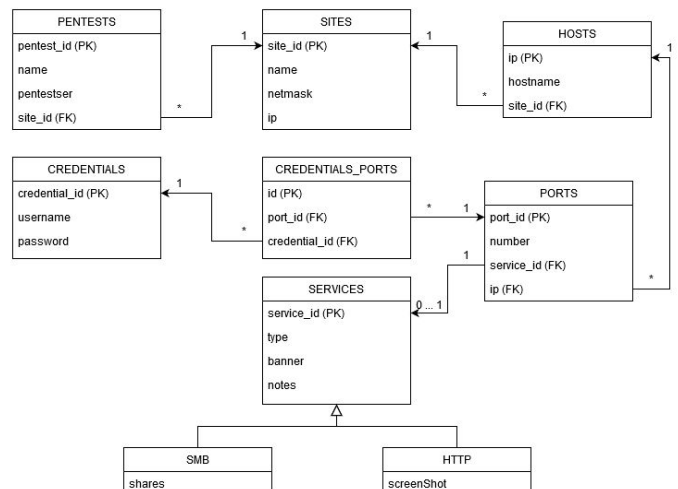 PENTESTS
pentest_id (PK)
name
pentestser
site_id (FK)
1
*
SITES
site_id (PK)
name
netmask
ip
1
*
HOSTS
ip (PK)
hostname
site_id (FK)
1
*
CREDENTIALS
credential_id (PK)
username
password
1
*
CREDENTIALS_PORTS
id (PK)
port_id (FK)
credential_id (FK)
*
1
PORTS
port_id (PK)
number
service_id (FK)
ip (FK)
1
0 ... 1
SERVICES
service_id (PK)
type
banner
notes
SMB
shares
HTTP
screenShot